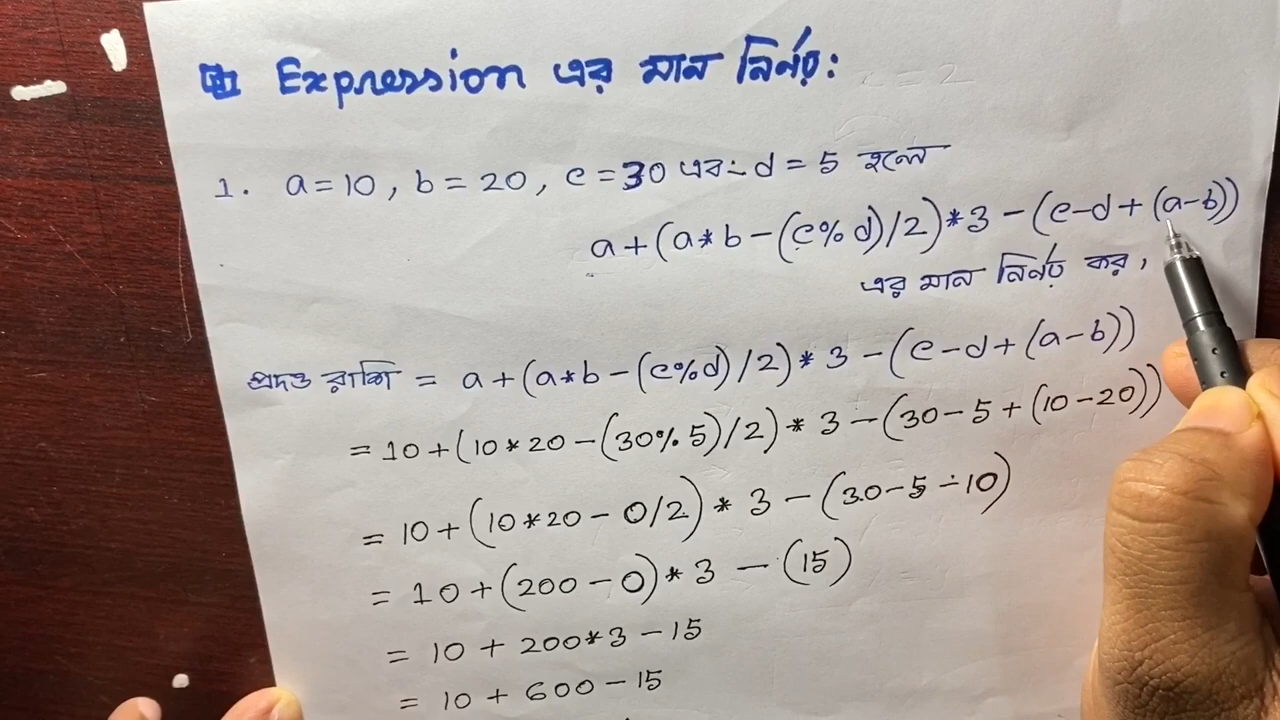 Expression এর মান নির্ণয়:
1. a=10, b=20, c=30 এবং d=5 হলে
a+(a*b-(c%d)/2)*3-(c-d+(a-b))
এর মান নির্ণয় কর,
প্রদত্ত রাশি = a+(a*b-(c%d)/2)*3-(c-d+(a-b))
=10+(10*20-(30%5)/2)*3-(30-5+(10-20))
=10+(10*20-0/2)*3-(30-5-10)
=10+(200-0)*3-(15)
=10+200*3-15
=10+600-15